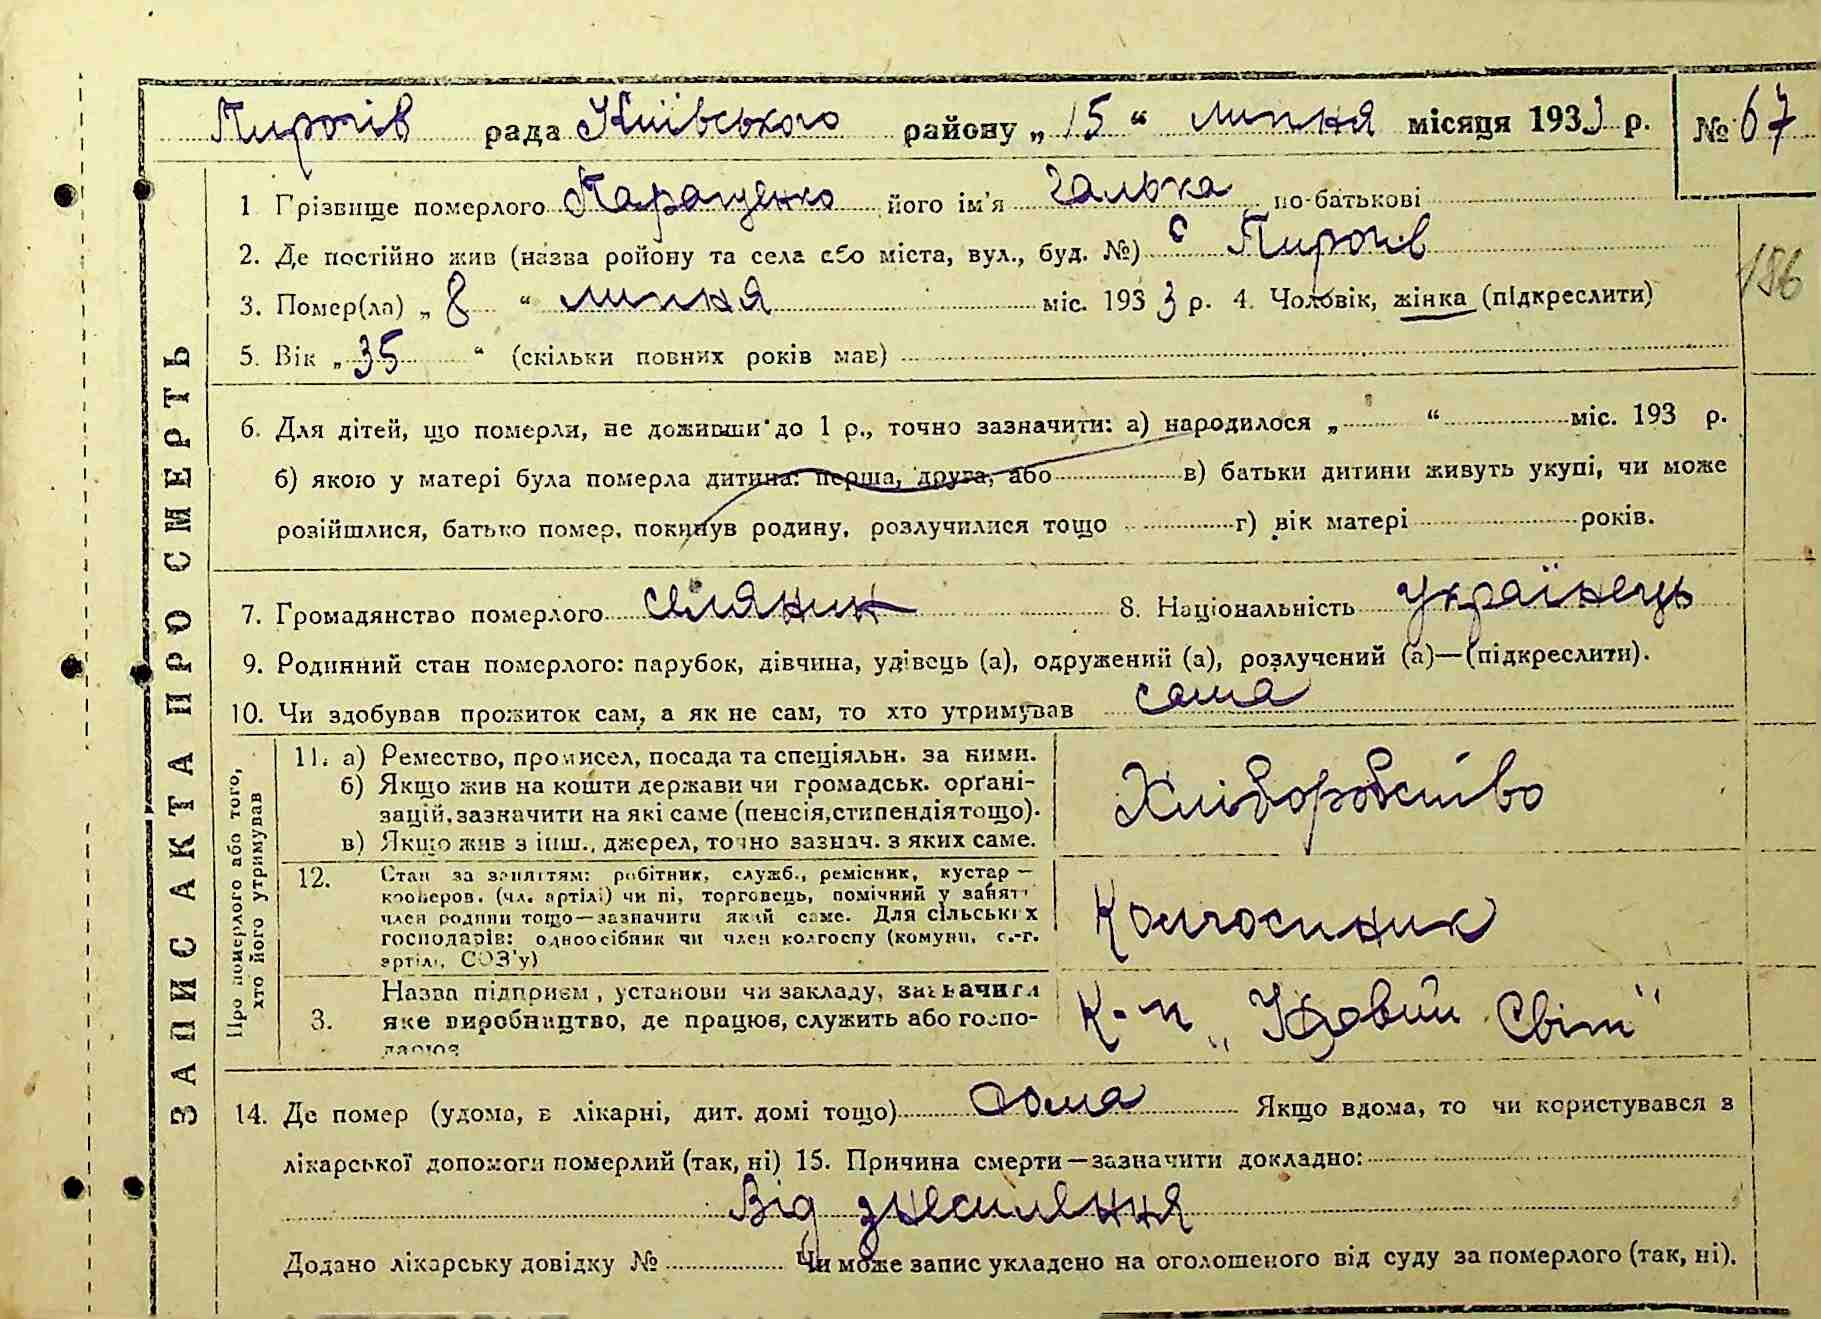 Пирогів рада Київського району „ 15 “ липня місяця 1933 р. № 67
1 Прізвище померлого Паращенко його ім'я Галька по-батькові
2. Де постійно жив (назва ройону та села або міста, вул., буд. №) с Пирогів
186
3. Помер(ла) „ 8 “ липня міс. 1933 р. 4. Чоловік, жінка (підкреслити)
5. Вік „ 35 “ (скільки повних років має)
6. Для дітей, що померли, не доживши до 1 р., точно зазначити: а) народилося „ “ міс. 193 р.
б) якою у матері була померла дитина: перша, друга, або в) батьки дитини живуть укупі, чи може
розійшлися, батько помер, покинув родину, розлучилися тощо г) вік матері років.
7. Громадянство померлого селяник 8. Національність українець
9. Родинний стан померлого: парубок, дівчина, удівець (а), одружений (а), розлучений (а)—(підкреслити).
10. Чи здобував прожиток сам, а як не сам, то хто утримував сама
ЗАПИС АКТА ПРО СМЕРТЬ
Про померлого або того,
хто його утримував
11. а) Ремество, промисел, посада та спеціяльн. за ними.
б) Якщо жив на кошти держави чи громадськ. орґані-
зацій, зазначити на які саме (пенсія, стипендія тощо).
в) Якщо жив з інш., джерел, точно зазнач. з яких саме.
Хліборобство
12. Стан за заняттям: робітник, служб., ремісник, кустар —
кооперов. (чл. артілі) чи ні, торговець, помічний у занятт
член родини тощо—зазначити який саме. Для сільських
господарів: одноосібник чи член колгоспу (комуни, с.-г.
артілі, СОЗ'у)
Колгоспник
3. Назва підприєм, установи чи закладу, зазначити
яке виробництво, де працює, служить або госпо-
дарює
К-п „Новий Світ“
14. Де помер (удома, в лікарні, дит. домі тощо) дома Якщо вдома, то чи користувався з
лікарської допомоги померлий (так, ні) 15. Причина смерти—зазначити докладно:
Від знесилення
Додано лікарську довідку № Чи може запис укладено на оголошеного від суду за померлого (так, ні).